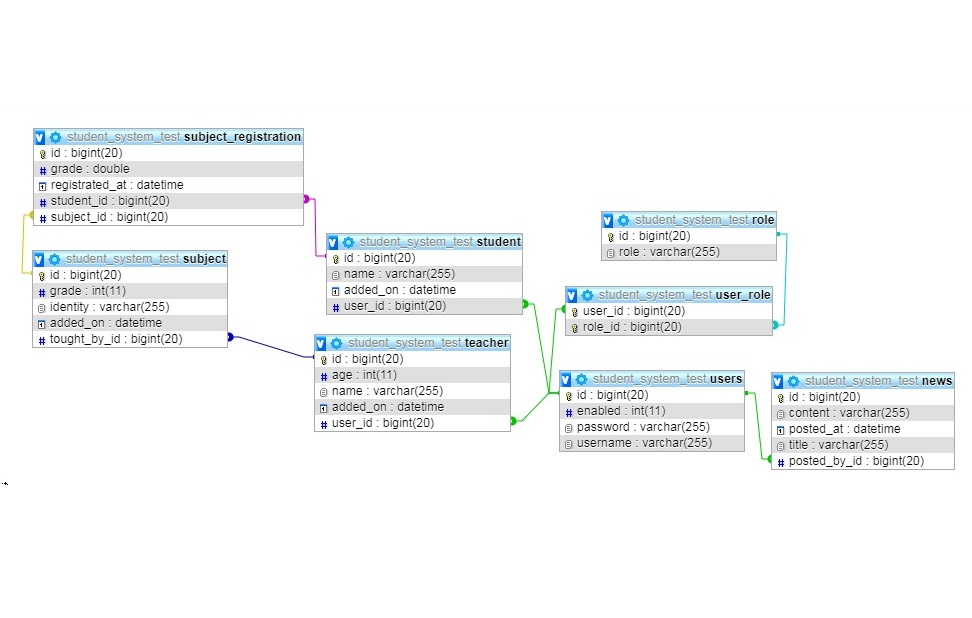 student_system_test subject_registration
id : bigint(20)
grade : double
registrated_at : datetime
student_id : bigint(20)
subject_id : bigint(20)
student_system_test subject
id : bigint(20)
grade : int(11)
identity : varchar(255)
added_on : datetime
tought_by_id : bigint(20)
student_system_test student
id : bigint(20)
name : varchar(255)
added_on : datetime
user_id : bigint(20)
student_system_test teacher
id : bigint(20)
age : int(11)
name : varchar(255)
added_on : datetime
user_id : bigint(20)
student_system_test role
id : bigint(20)
role : varchar(255)
student_system_test user_role
user_id : bigint(20)
role_id : bigint(20)
student_system_test users
id : bigint(20)
enabled : int(11)
password : varchar(255)
username : varchar(255)
student_system_test news
id : bigint(20)
content : varchar(255)
posted_at : datetime
title : varchar(255)
posted_by_id : bigint(20)